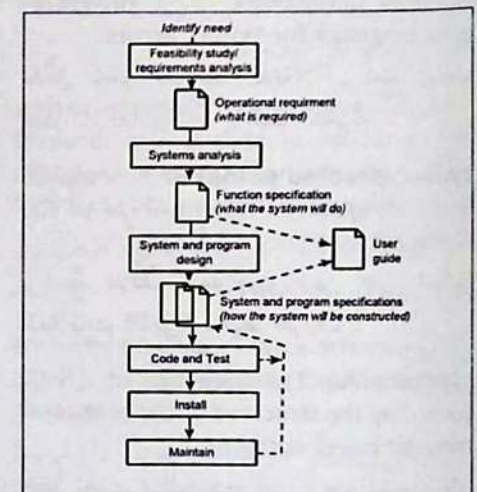 Identify need
Feasibility study/
requirements analysis
Operational requirment
(what is required)
Systems analysis
Function specification
(what the system will do)
System and program
design
User
guide
System and program specifications
(how the system will be constructed)
Code and Test
Install
Maintain